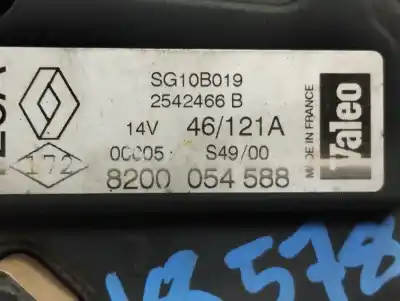 SG10B019
2542466 B
14V 46/121A
00005 S49/00
172
8200 054 588
MADE IN FRANCE
Valeo